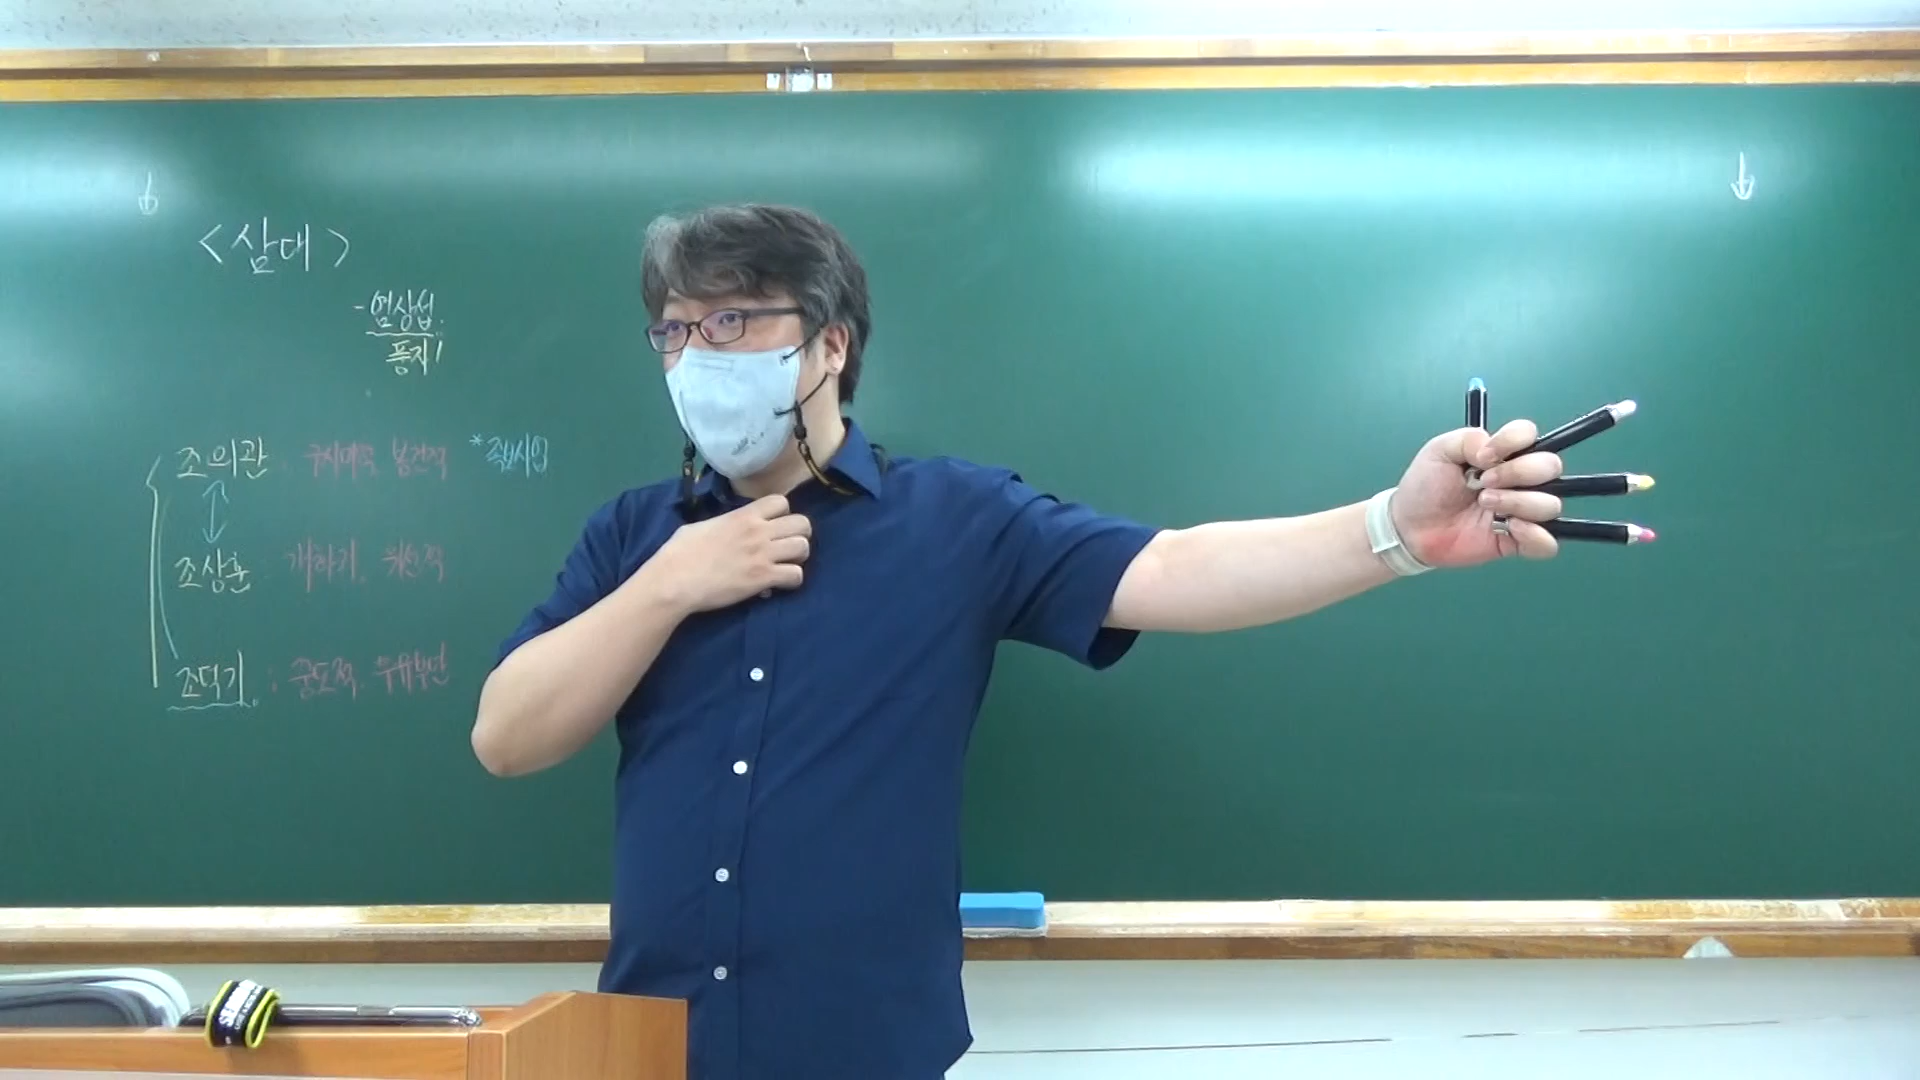 <삼대>
- 염상섭.
풍자!
조의관 : 구시대적 봉건적 *족보사업
조상훈 : 개화기, 위선적
조덕기 : 중도적, 우유부단